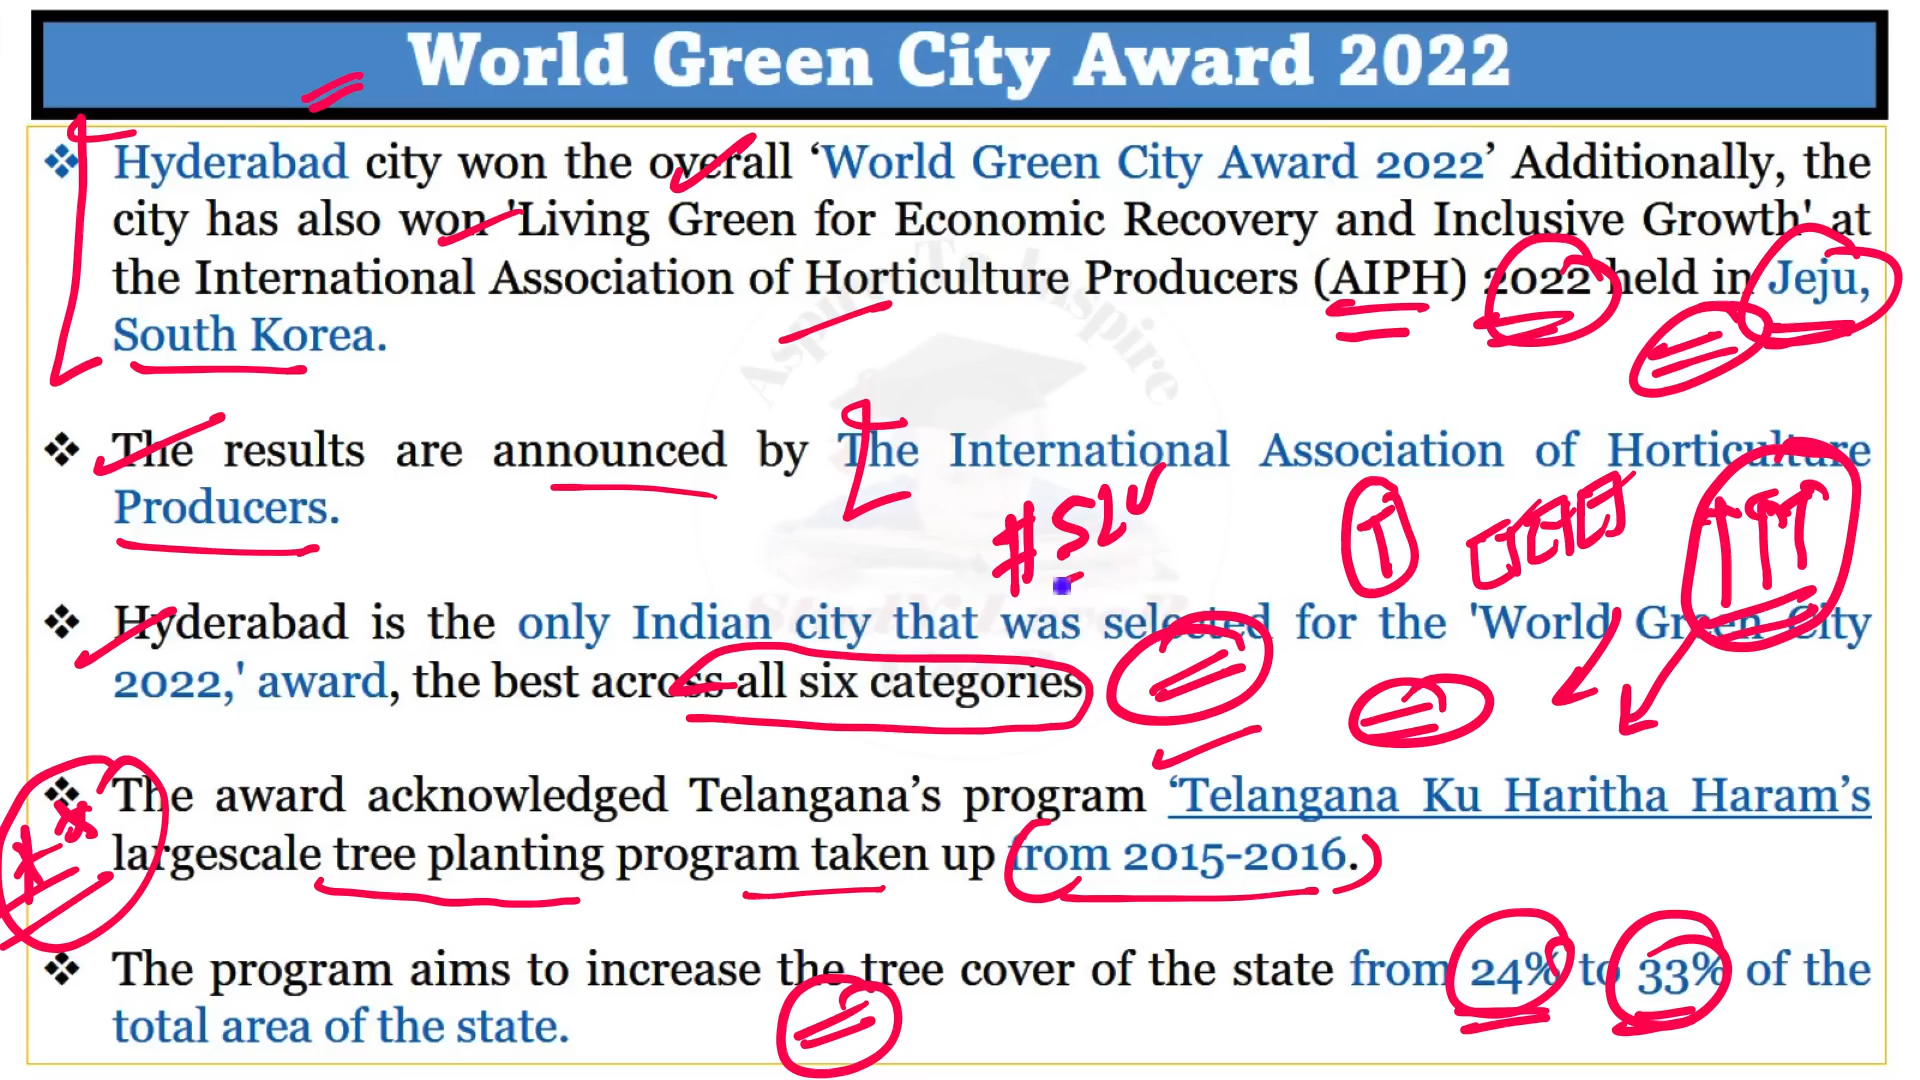 World Green City Award 2022
Hyderabad city won the overall ‘World Green City Award 2022’ Additionally, the
city has also won 'Living Green for Economic Recovery and Inclusive Growth' at
the International Association of Horticulture Producers (AIPH) 2022 held in Jeju,
South Korea.
The results are announced by The International Association of Horticulture
Producers.
Hyderabad is the only Indian city that was selected for the 'World Green City
2022,' award, the best across all six categories
The award acknowledged Telangana’s program ‘Telangana Ku Haritha Haram’s
largescale tree planting program taken up from 2015-2016.
The program aims to increase the tree cover of the state from 24% to 33% of the
total area of the state.